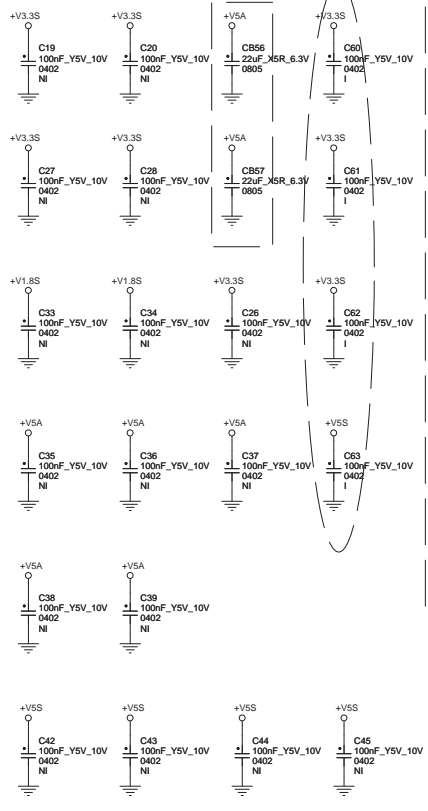 +V3.3S
C19
100nF_Y5V_10V
0402
NI
+V3.3S
C20
100nF_Y5V_10V
0402
NI
+V5A
CB56
22uF_X5R_6.3V
0805
+V3.3S
C60
100nF_Y5V_10V
0402
I
+V3.3S
C27
100nF_Y5V_10V
0402
NI
+V3.3S
C28
100nF_Y5V_10V
0402
NI
+V5A
CB57
22uF_X5R_6.3V
0805
+V3.3S
C61
100nF_Y5V_10V
0402
I
+V1.8S
C33
100nF_Y5V_10V
0402
NI
+V1.8S
C34
100nF_Y5V_10V
0402
NI
+V3.3S
C26
100nF_Y5V_10V
0402
NI
+V3.3S
C62
100nF_Y5V_10V
0402
I
+V5A
C35
100nF_Y5V_10V
0402
NI
+V5A
C36
100nF_Y5V_10V
0402
NI
+V5A
C37
100nF_Y5V_10V
0402
NI
+V5S
C63
100nF_Y5V_10V
0402
I
+V5A
C38
100nF_Y5V_10V
0402
NI
+V5A
C39
100nF_Y5V_10V
0402
NI
+V5S
C42
100nF_Y5V_10V
0402
NI
+V5S
C43
100nF_Y5V_10V
0402
NI
+V5S
C44
100nF_Y5V_10V
0402
NI
+V5S
C45
100nF_Y5V_10V
0402
NI